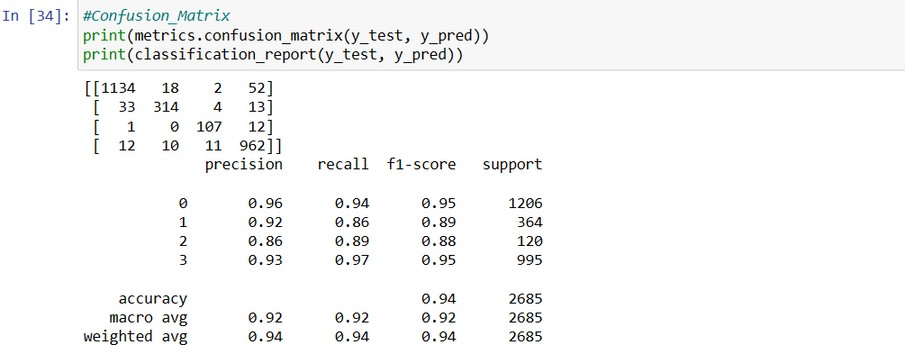 In [34]: #Confusion_Matrix
print(metrics.confusion_matrix(y_test, y_pred))
print(classification_report(y_test, y_pred))
[[1134 18 2 52]
[ 33 314 4 13]
[ 1 0 107 12]
[ 12 10 11 962]]
precision recall f1-score support
0 0.96 0.94 0.95 1206
1 0.92 0.86 0.89 364
2 0.86 0.89 0.88 120
3 0.93 0.97 0.95 995
accuracy 0.94 2685
macro avg 0.92 0.92 0.92 2685
weighted avg 0.94 0.94 0.94 2685